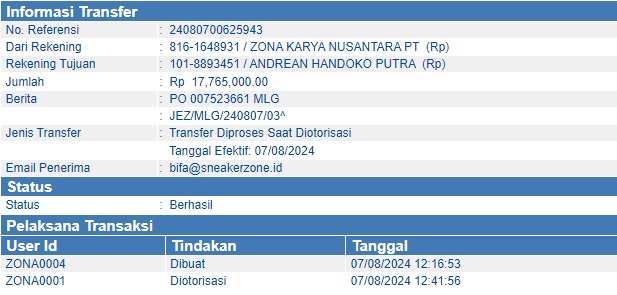 Informasi Transfer
No. Referensi : 24080700625943
Dari Rekening : 816-1648931 / ZONA KARYA NUSANTARA PT (Rp)
Rekening Tujuan : 101-8893451 / ANDREAN HANDOKO PUTRA (Rp)
Jumlah : Rp 17,765,000.00
Berita : PO 007523661 MLG
: JEZ/MLG/240807/03^
Jenis Transfer : Transfer Diproses Saat Diotorisasi
Tanggal Efektif: 07/08/2024
Email Penerima : bifa@sneakerzone.id
Status
Status : Berhasil
Pelaksana Transaksi
User Id Tindakan Tanggal
ZONA0004 Dibuat 07/08/2024 12:16:53
ZONA0001 Diotorisasi 07/08/2024 12:41:56